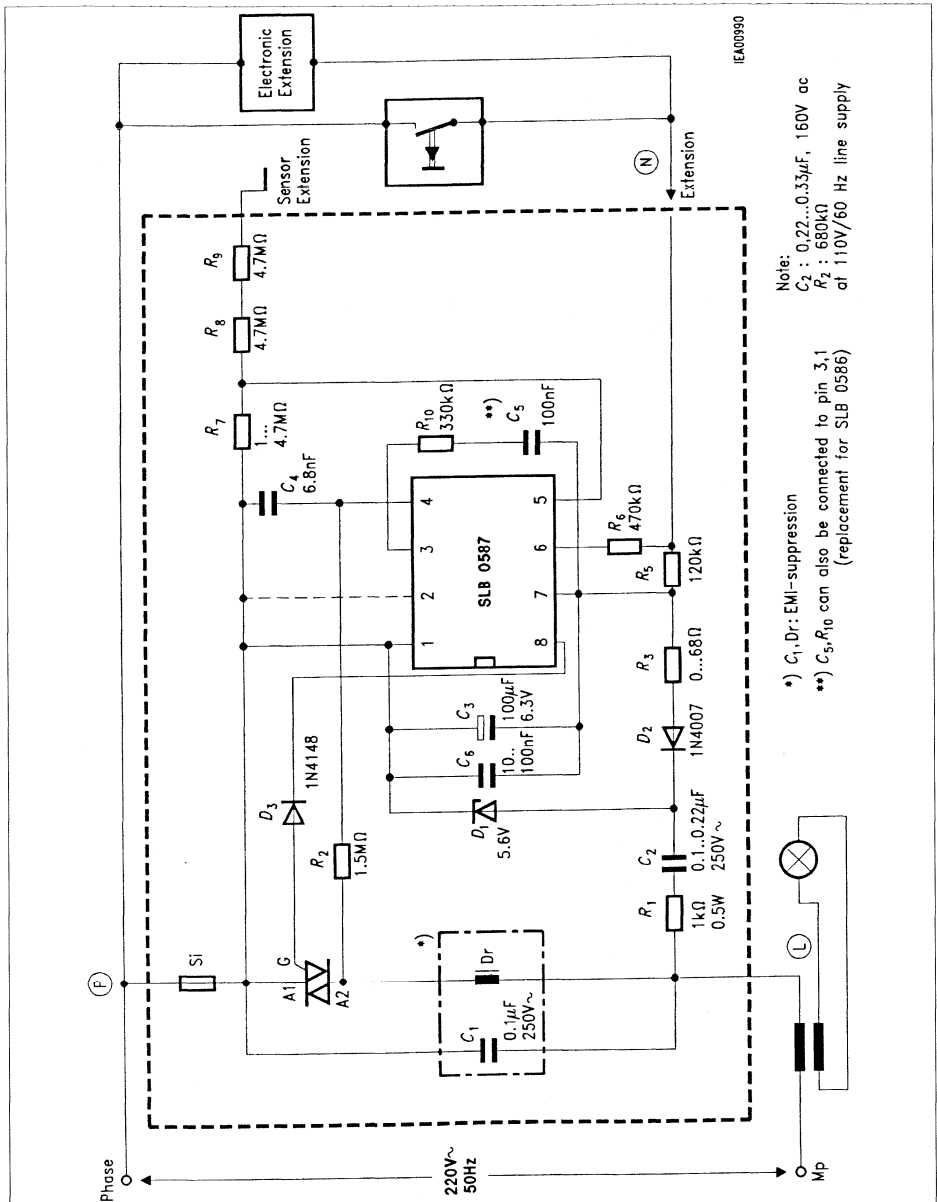 Phase
P
Si
A1
G
A2
D3
1N4148
R2
1.5MΩ
*)
C1
0.1µF
250V~
Dr
220V~
50Hz
Mp
L
R1
1kΩ
0.5W
C2
0.1..0.22µF
250V~
D1
5.6V
C6
10..
100nF
C3
100µF
6.3V
D2
1N4007
R3
0...68Ω
R5
120kΩ
R6
470kΩ
SLB 0587
1
2
3
4
8
7
6
5
C4
6.8nF
R7
1...
4.7MΩ
R8
4.7MΩ
R9
4.7MΩ
R10
330kΩ
**)
C5
100nF
Sensor
Extension
Electronic
Extension
N
Extension
*) C1,Dr: EMI-suppression
**) C5,R10 can also be connected to pin 3,1
(replacement for SLB 0586)
Note:
C2 : 0,22...0.33µF, 160V ac
R2 : 680kΩ
at 110V/60 Hz line supply
IEA00990